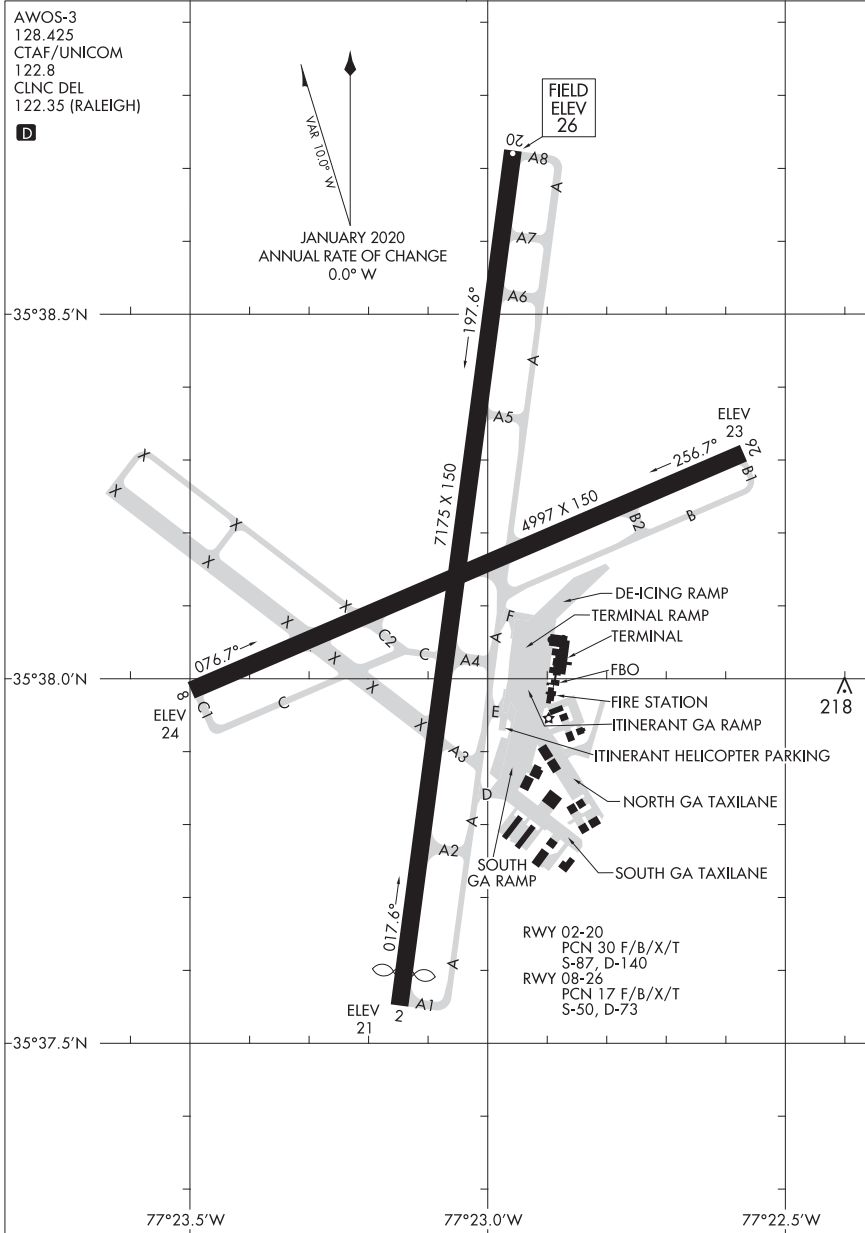 AWOS-3
128.425
CTAF/UNICOM
122.8
CLNC DEL
122.35 (RALEIGH)
D
VAR 10.0° W
JANUARY 2020
ANNUAL RATE OF CHANGE
0.0° W
FIELD
ELEV
26
20
A8
A
A7
A6
197.6°
35°38.5'N
A
A5
ELEV
23
26
256.7°
B1
X
X
7175 X 150
4997 X 150
B2
B
X
X
X
X
DE-ICING RAMP
F
TERMINAL RAMP
A
TERMINAL
C2
X
C
A4
076.7°
FBO
35°38.0'N
X
8
C1
C
E
FIRE STATION
218
ELEV
24
X
ITINERANT GA RAMP
A3
ITINERANT HELICOPTER PARKING
D
NORTH GA TAXILANE
A
A2
SOUTH
GA RAMP
SOUTH GA TAXILANE
017.6°
RWY 02-20
PCN 30 F/B/X/T
S-87, D-140
RWY 08-26
PCN 17 F/B/X/T
S-50, D-73
A
ELEV
21
2
A1
35°37.5'N
77°23.5'W
77°23.0'W
77°22.5'W